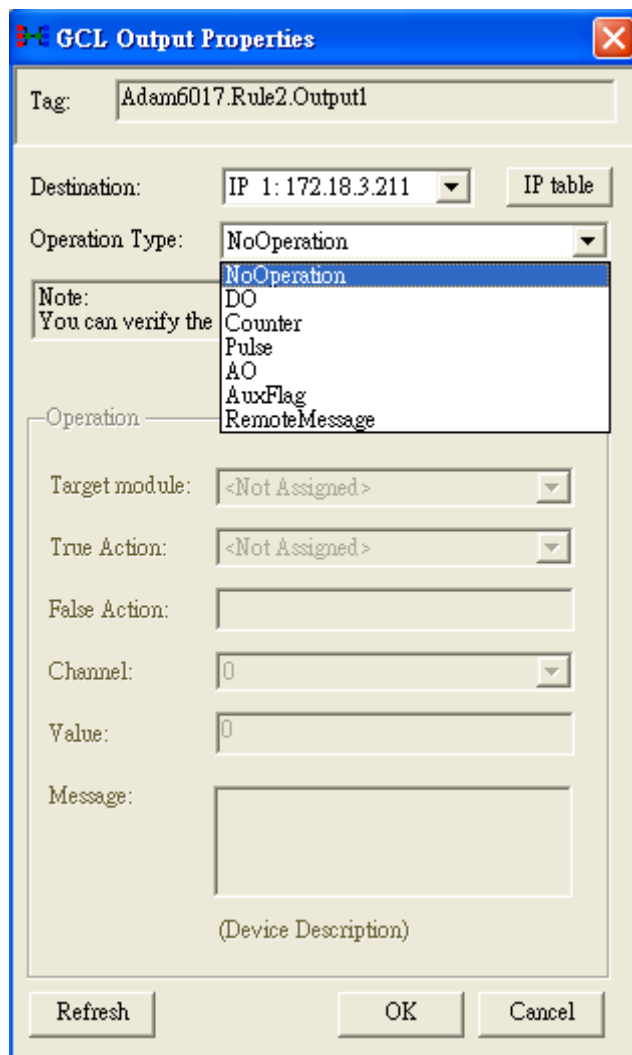 GCL Output Properties
Tag: Adam6017.Rule2.Output1
Destination: IP 1: 172.18.3.211 IP table
Operation Type: NoOperation
NoOperation
DO
Counter
Pulse
AO
AuxFlag
RemoteMessage
Note:
You can verify the
Operation
Target module: <Not Assigned>
True Action: <Not Assigned>
False Action:
Channel: 0
Value: 0
Message:
(Device Description)
Refresh OK Cancel